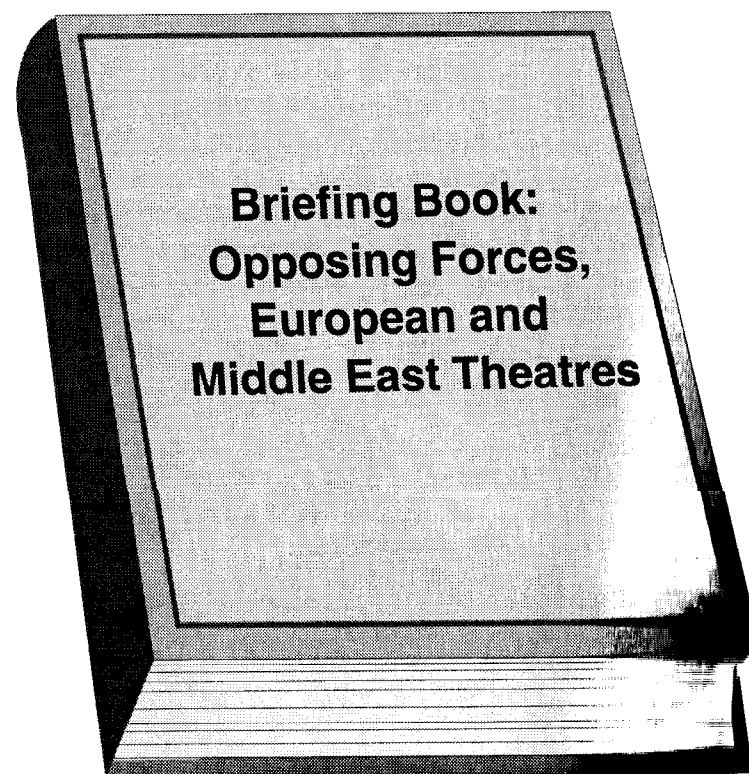 Briefing Book:
Opposing Forces,
European and
Middle East Theatres